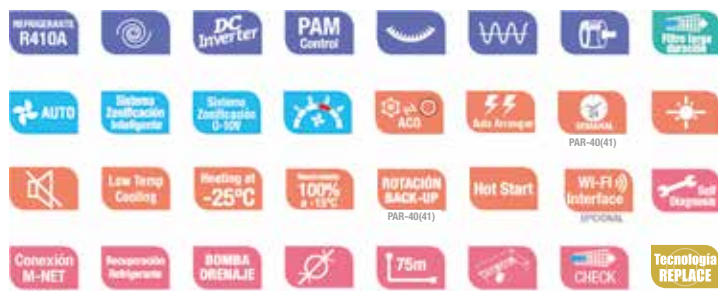 REFRIGERANTE
R410A
DC
Inverter
PAM
Control
Filtro larga
duración
AUTO
Sistema
Zonificación
Inteligente
Sistema
Zonificación
0-10V
ACO
Auto Arranque
SEMANAL
PAR-40(41)
Low Temp
Cooling
Heating at
-25ºC
100%
a -15ºC
ROTACIÓN
BACK-UP
PAR-40(41)
Hot Start
Wi-Fi
Interface
OPCIONAL
Self
Diagnosis
Conexión
M-NET
Recuperación
Refrigerante
BOMBA
DRENAJE
75m
CHECK
Tecnología
REPLACE